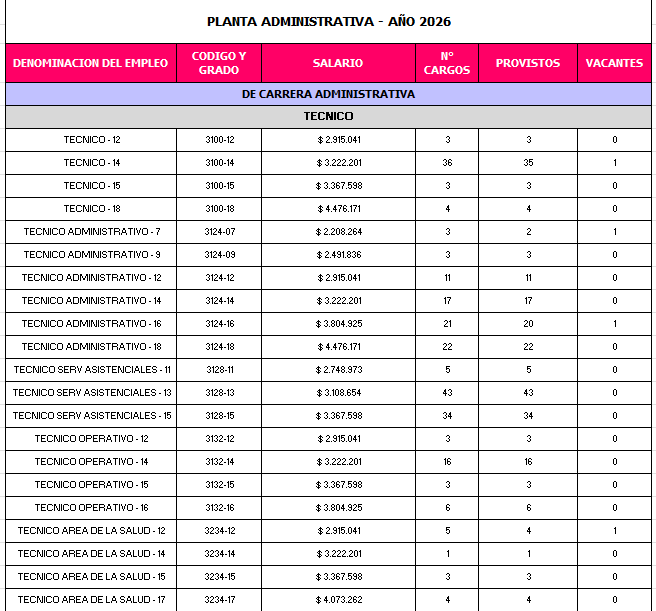 PLANTA ADMINISTRATIVA - AÑO 2026
DENOMINACION DEL EMPLEO CODIGO Y GRADO SALARIO N° CARGOS PROVISTOS VACANTES
DE CARRERA ADMINISTRATIVA
TECNICO
TECNICO - 12 3100-12 $ 2.915.041 3 3 0
TECNICO - 14 3100-14 $ 3.222.201 36 35 1
TECNICO - 15 3100-15 $ 3.367.598 3 3 0
TECNICO - 18 3100-18 $ 4.476.171 4 4 0
TECNICO ADMINISTRATIVO - 7 3124-07 $ 2.208.264 3 2 1
TECNICO ADMINISTRATIVO - 9 3124-09 $ 2.491.836 3 3 0
TECNICO ADMINISTRATIVO - 12 3124-12 $ 2.915.041 11 11 0
TECNICO ADMINISTRATIVO - 14 3124-14 $ 3.222.201 17 17 0
TECNICO ADMINISTRATIVO - 16 3124-16 $ 3.804.925 21 20 1
TECNICO ADMINISTRATIVO - 18 3124-18 $ 4.476.171 22 22 0
TECNICO SERV ASISTENCIALES - 11 3128-11 $ 2.748.973 5 5 0
TECNICO SERV ASISTENCIALES - 13 3128-13 $ 3.108.654 43 43 0
TECNICO SERV ASISTENCIALES - 15 3128-15 $ 3.367.598 34 34 0
TECNICO OPERATIVO - 12 3132-12 $ 2.915.041 3 3 0
TECNICO OPERATIVO - 14 3132-14 $ 3.222.201 16 16 0
TECNICO OPERATIVO - 15 3132-15 $ 3.367.598 3 3 0
TECNICO OPERATIVO - 16 3132-16 $ 3.804.925 6 6 0
TECNICO AREA DE LA SALUD - 12 3234-12 $ 2.915.041 5 4 1
TECNICO AREA DE LA SALUD - 14 3234-14 $ 3.222.201 1 1 0
TECNICO AREA DE LA SALUD - 15 3234-15 $ 3.367.598 3 3 0
TECNICO AREA DE LA SALUD - 17 3234-17 $ 4.073.262 4 4 0